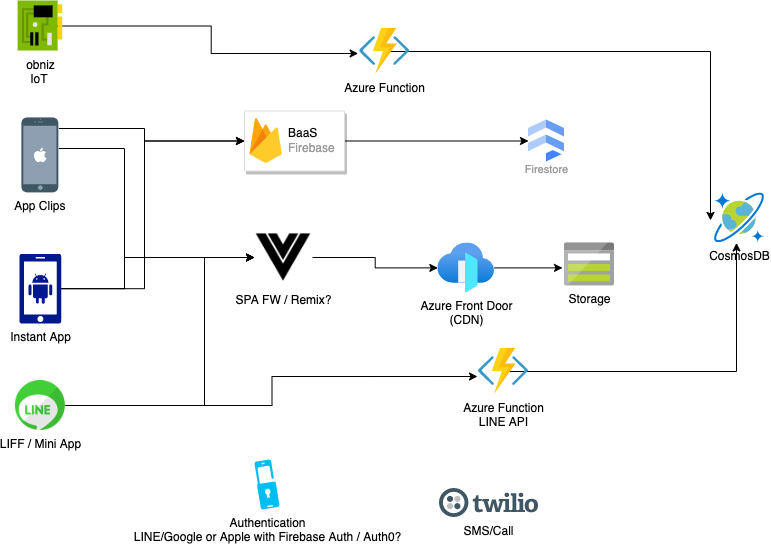 obniz
IoT
Azure Function
App Clips
BaaS
Firebase
Firestore
CosmosDB
SPA FW / Remix?
Azure Front Door
(CDN)
Storage
Instant App
LINE
LIFF / Mini App
Azure Function
LINE API
Authentication
LINE/Google or Apple with Firebase Auth / Auth0?
twilio
SMS/Call